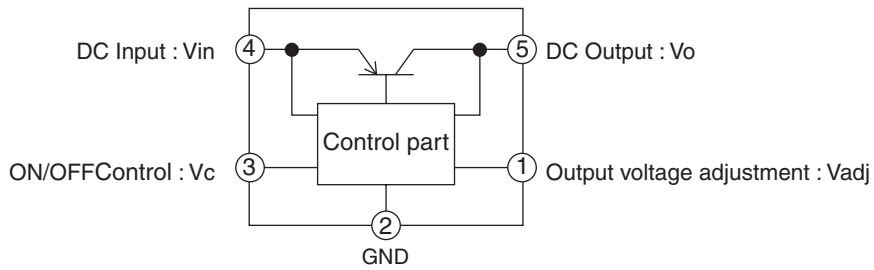 DC Input : Vin 4 5 DC Output : Vo
Control part
ON/OFFControl : Vc 3 1 Output voltage adjustment : Vadj
2
GND